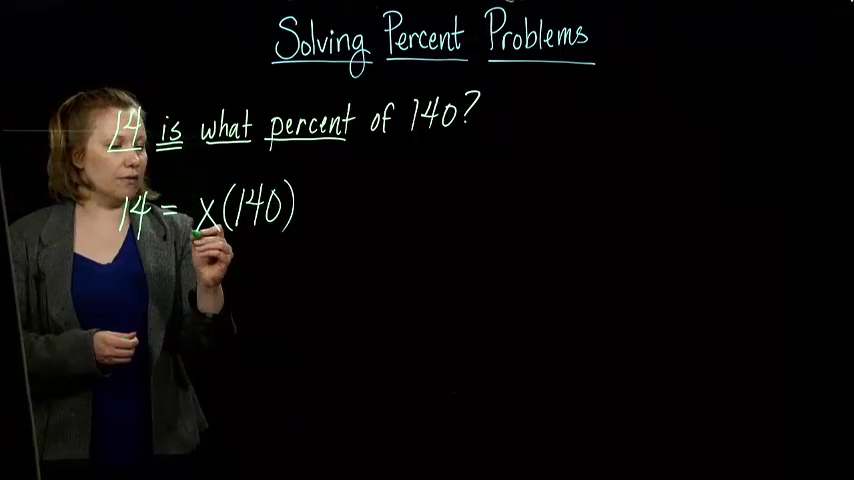 Solving Percent Problems
14 is what percent of 140?
14 = x(140)